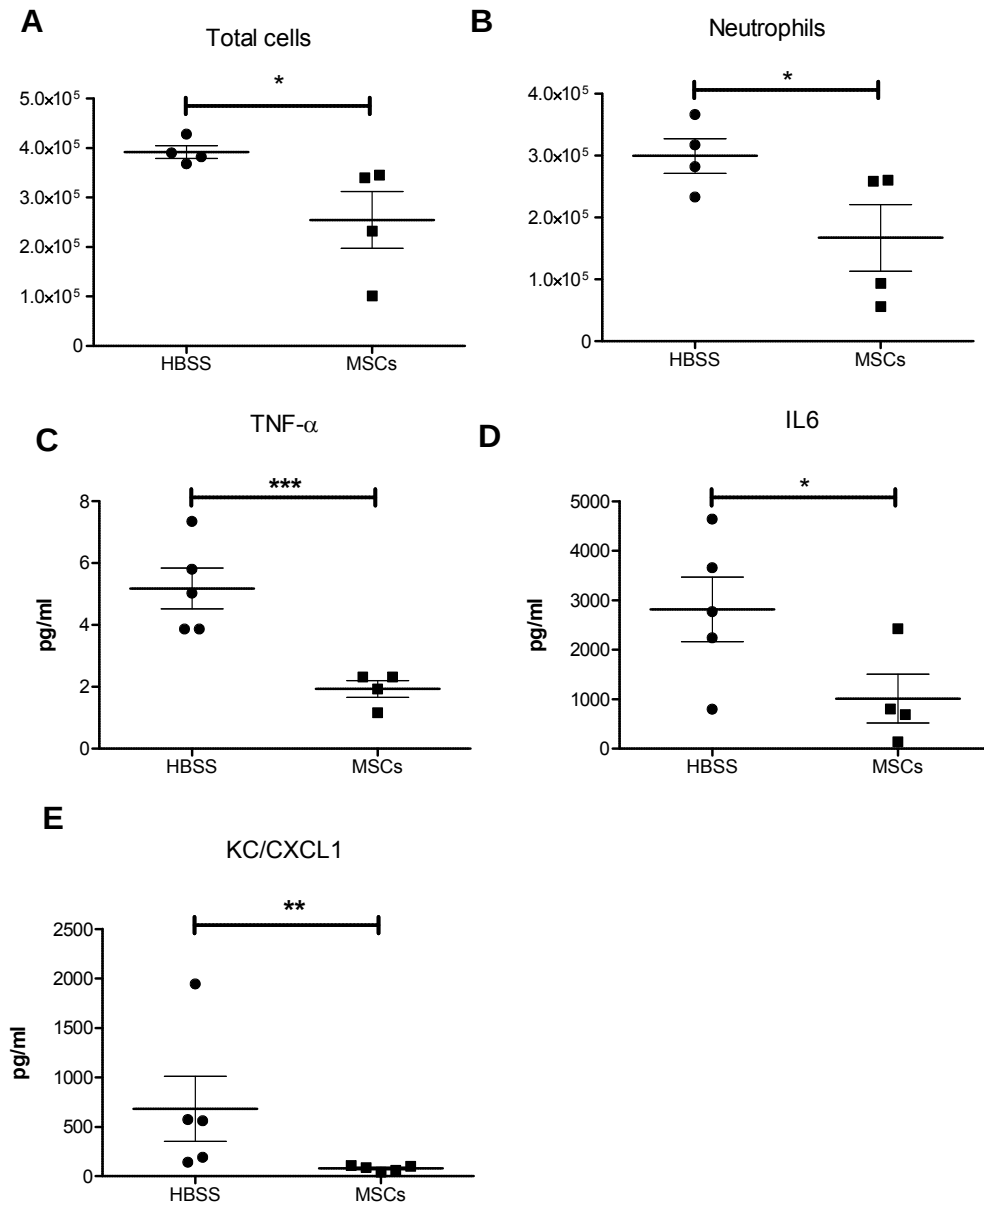 A
Total cells
*
5.0×10⁵
4.0×10⁵
3.0×10⁵
2.0×10⁵
1.0×10⁵
0
HBSS MSCs
B
Neutrophils
*
4.0×10⁵
3.0×10⁵
2.0×10⁵
1.0×10⁵
0
HBSS MSCs
C
TNF-α
***
pg/ml
8
6
4
2
0
HBSS MSCs
D
IL6
*
pg/ml
5000
4000
3000
2000
1000
0
HBSS MSCs
E
KC/CXCL1
**
pg/ml
2500
2000
1500
1000
500
0
HBSS MSCs